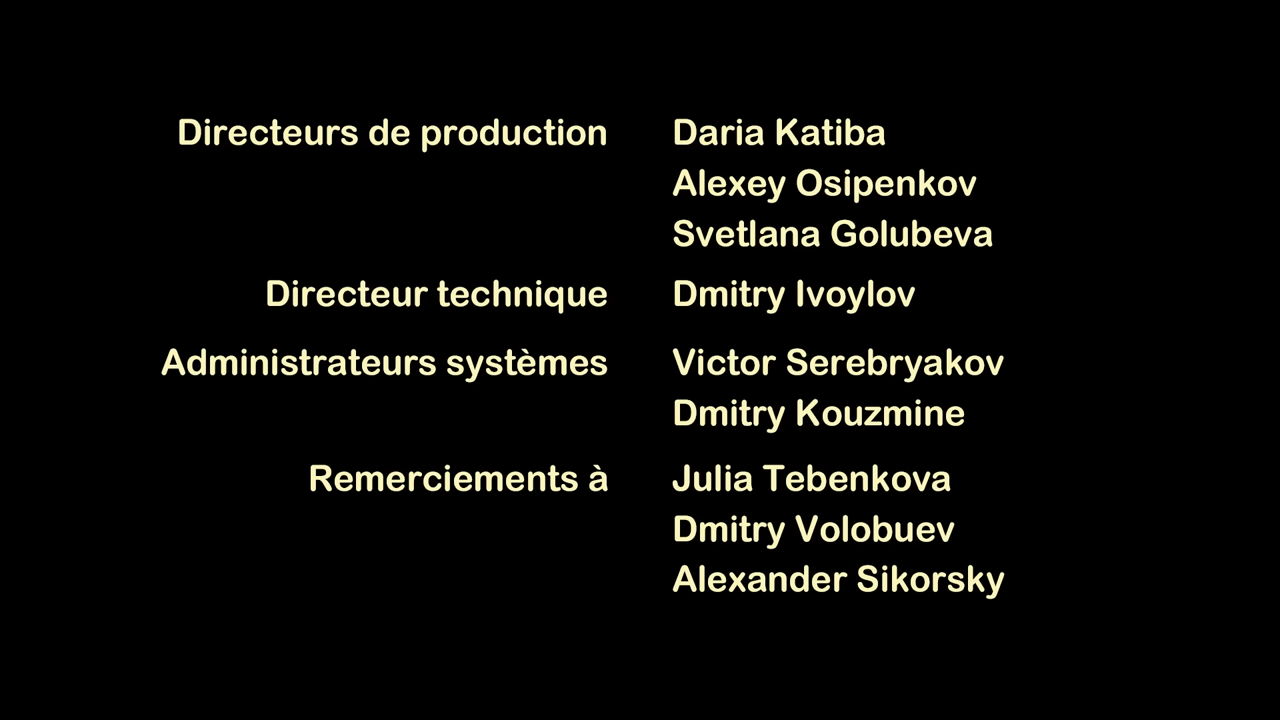 Directeurs de production Daria Katiba
Alexey Osipenkov
Svetlana Golubeva
Directeur technique Dmitry Ivoylov
Administrateurs systèmes Victor Serebryakov
Dmitry Kouzmine
Remerciements à Julia Tebenkova
Dmitry Volobuev
Alexander Sikorsky